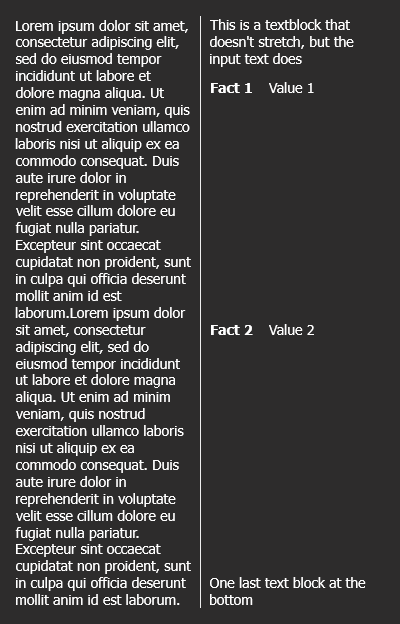 Lorem ipsum dolor sit amet,
consectetur adipiscing elit,
sed do eiusmod tempor
incididunt ut labore et
dolore magna aliqua. Ut
enim ad minim veniam, quis
nostrud exercitation ullamco
laboris nisi ut aliquip ex ea
commodo consequat. Duis
aute irure dolor in
reprehenderit in voluptate
velit esse cillum dolore eu
fugiat nulla pariatur.
Excepteur sint occaecat
cupidatat non proident, sunt
in culpa qui officia deserunt
mollit anim id est
laborum.Lorem ipsum dolor
sit amet, consectetur
adipiscing elit, sed do
eiusmod tempor incididunt
ut labore et dolore magna
aliqua. Ut enim ad minim
veniam, quis nostrud
exercitation ullamco laboris
nisi ut aliquip ex ea
commodo consequat. Duis
aute irure dolor in
reprehenderit in voluptate
velit esse cillum dolore eu
fugiat nulla pariatur.
Excepteur sint occaecat
cupidatat non proident, sunt
in culpa qui officia deserunt
mollit anim id est laborum.
This is a textblock that
doesn't stretch, but the
input text does
Fact 1 Value 1
Fact 2 Value 2
One last text block at the
bottom